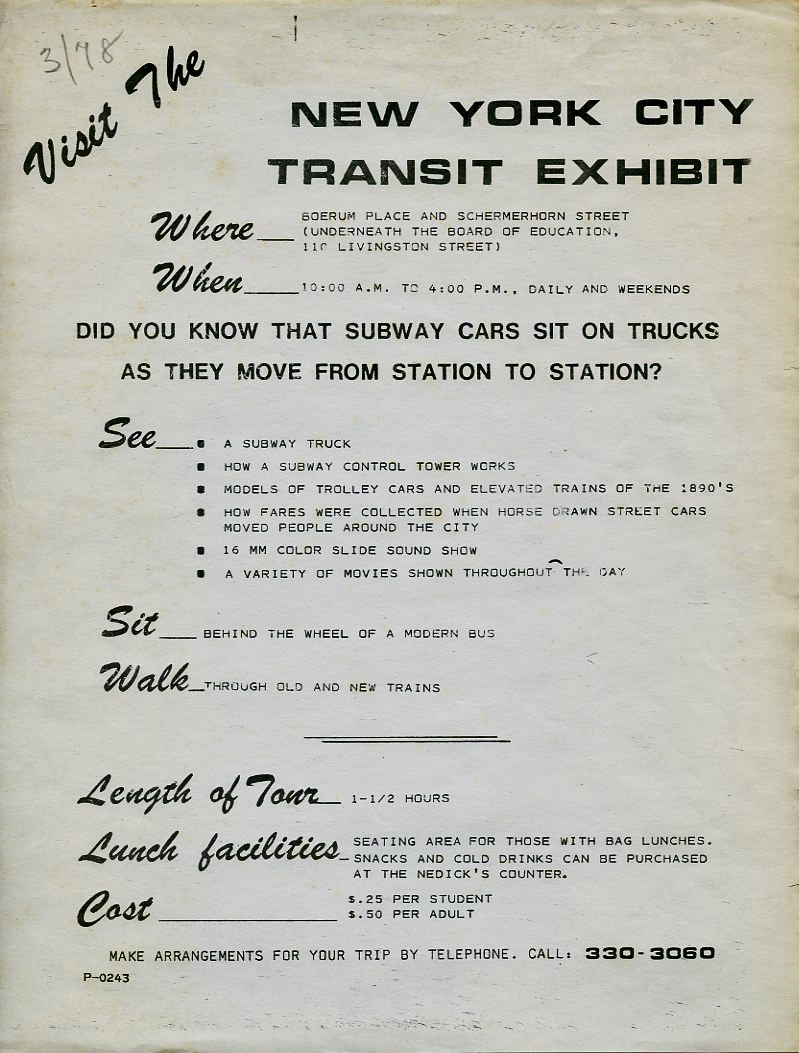 3/78
Visit The
NEW YORK CITY
TRANSIT EXHIBIT
Where BOERUM PLACE AND SCHERMERHORN STREET
(UNDERNEATH THE BOARD OF EDUCATION,
110 LIVINGSTON STREET)
When 10:00 A.M. TO 4:00 P.M., DAILY AND WEEKENDS
DID YOU KNOW THAT SUBWAY CARS SIT ON TRUCKS
AS THEY MOVE FROM STATION TO STATION?
See
▪ A SUBWAY TRUCK
▪ HOW A SUBWAY CONTROL TOWER WORKS
▪ MODELS OF TROLLEY CARS AND ELEVATED TRAINS OF THE 1890'S
▪ HOW FARES WERE COLLECTED WHEN HORSE DRAWN STREET CARS
MOVED PEOPLE AROUND THE CITY
▪ 16 MM COLOR SLIDE SOUND SHOW
▪ A VARIETY OF MOVIES SHOWN THROUGHOUT THE DAY
Sit BEHIND THE WHEEL OF A MODERN BUS
Walk THROUGH OLD AND NEW TRAINS
Length of Tour 1-1/2 HOURS
Lunch facilities SEATING AREA FOR THOSE WITH BAG LUNCHES.
SNACKS AND COLD DRINKS CAN BE PURCHASED
AT THE NEDICK'S COUNTER.
Cost $.25 PER STUDENT
$.50 PER ADULT
MAKE ARRANGEMENTS FOR YOUR TRIP BY TELEPHONE. CALL: 330-3060
P-0243